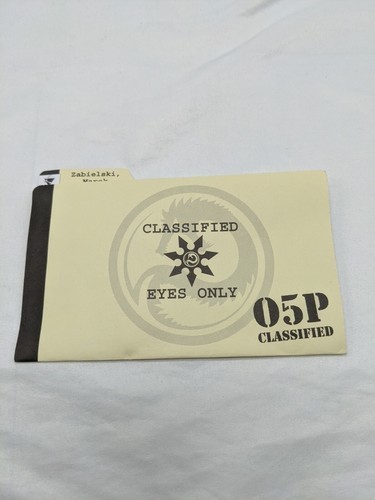 Zabielski,
CLASSIFIED
EYES ONLY
05P
CLASSIFIED